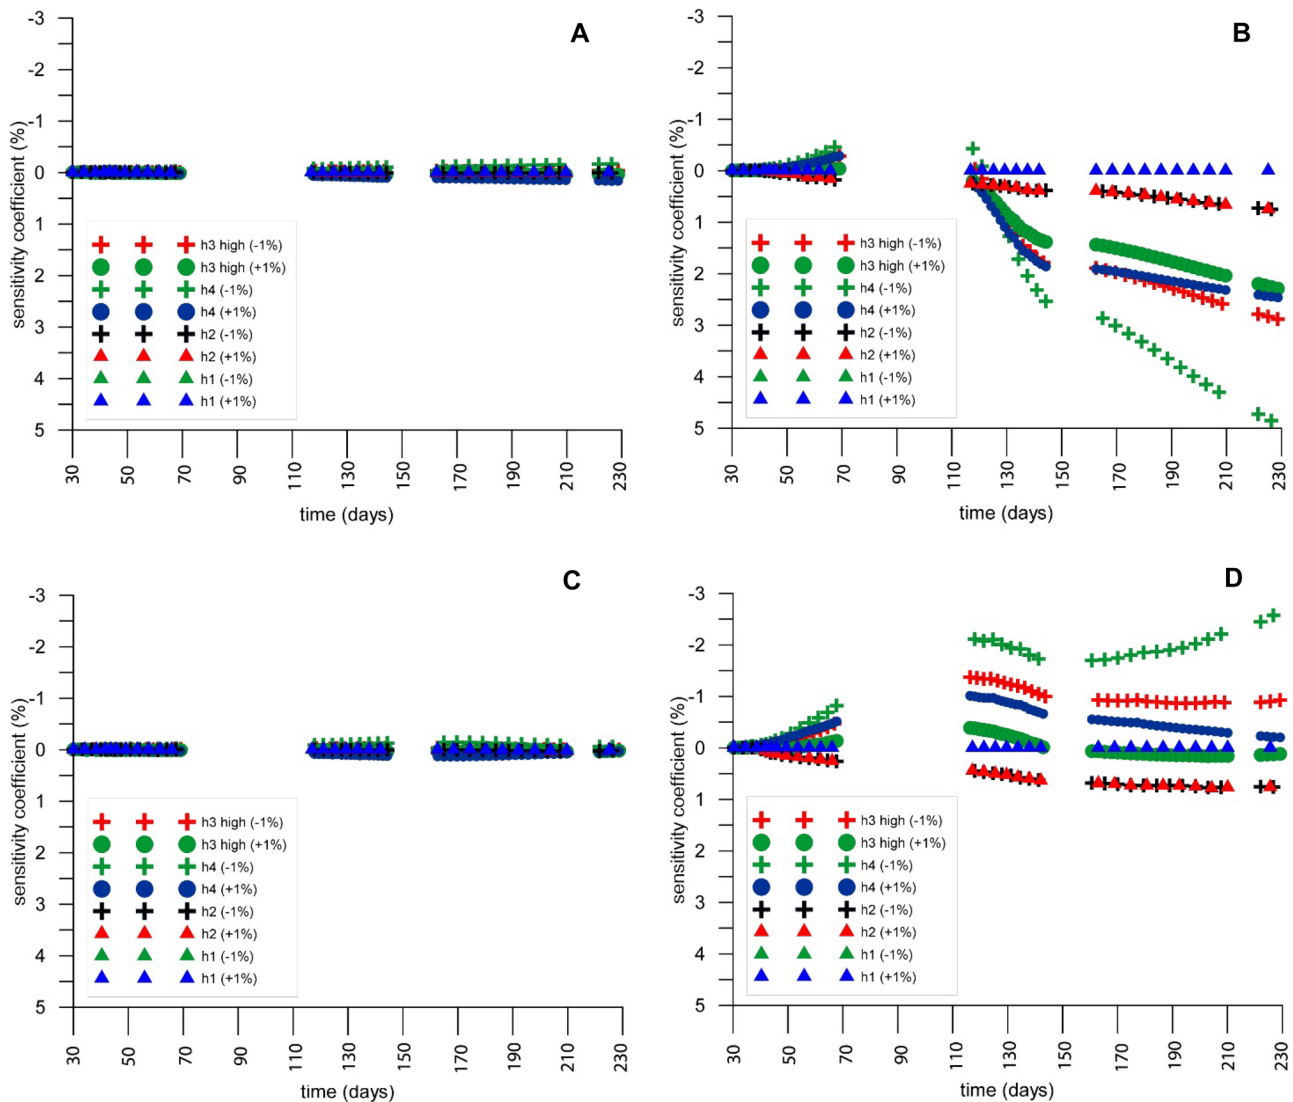 A
-3
-2
-1
0
1
2
3
4
5
sensitivity coefficient (%)
h3 high (-1%)
h3 high (+1%)
h4 (-1%)
h4 (+1%)
h2 (-1%)
h2 (+1%)
h1 (-1%)
h1 (+1%)
30 50 70 90 110 130 150 170 190 210 230
time (days)
B
-3
-2
-1
0
1
2
3
4
5
sensitivity coefficient (%)
h3 high (-1%)
h3 high (+1%)
h4 (-1%)
h4 (+1%)
h2 (-1%)
h2 (+1%)
h1 (-1%)
h1 (+1%)
30 50 70 90 110 130 150 170 190 210 230
time (days)
C
-3
-2
-1
0
1
2
3
4
5
sensitivity coefficient (%)
h3 high (-1%)
h3 high (+1%)
h4 (-1%)
h4 (+1%)
h2 (-1%)
h2 (+1%)
h1 (-1%)
h1 (+1%)
30 50 70 90 110 130 150 170 190 210 230
time (days)
D
-3
-2
-1
0
1
2
3
4
5
sensitivity coefficient (%)
h3 high (-1%)
h3 high (+1%)
h4 (-1%)
h4 (+1%)
h2 (-1%)
h2 (+1%)
h1 (-1%)
h1 (+1%)
30 50 70 90 110 130 150 170 190 210 230
time (days)